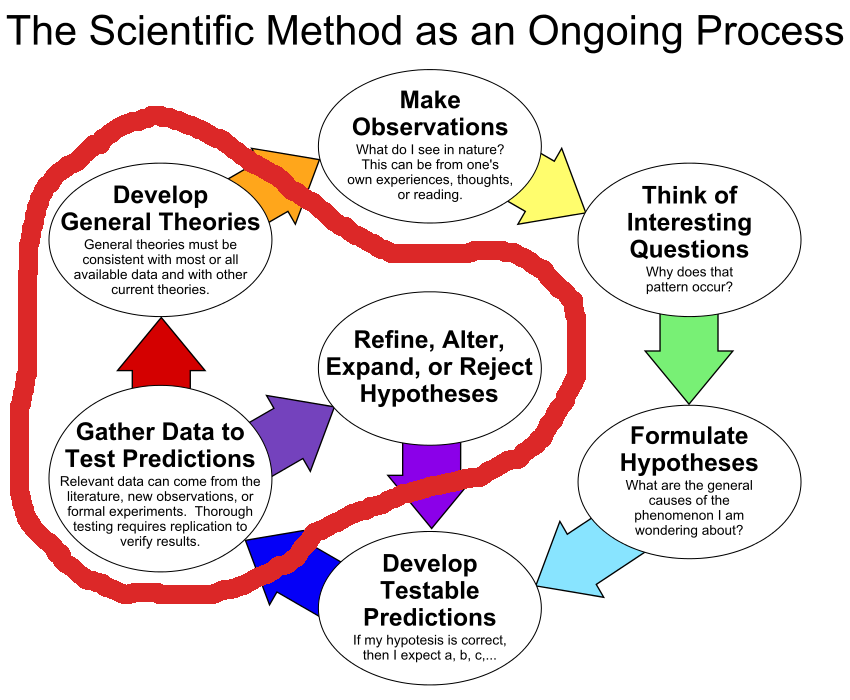 The Scientific Method as an Ongoing Process
Make
Observations
What do I see in nature?
This can be from one's
own experiences, thoughts,
or reading.
Think of
Interesting
Questions
Why does that
pattern occur?
Formulate
Hypotheses
What are the general
causes of the
phenomenon I am
wondering about?
Develop
Testable
Predictions
If my hypotesis is correct,
then I expect a, b, c,...
Gather Data to
Test Predictions
Relevant data can come from the
literature, new observations, or
formal experiments.  Thorough
testing requires replication to
verify results.
Refine, Alter,
Expand, or Reject
Hypotheses
Develop
General Theories
General theories must be
consistent with most or all
available data and with other
current theories.